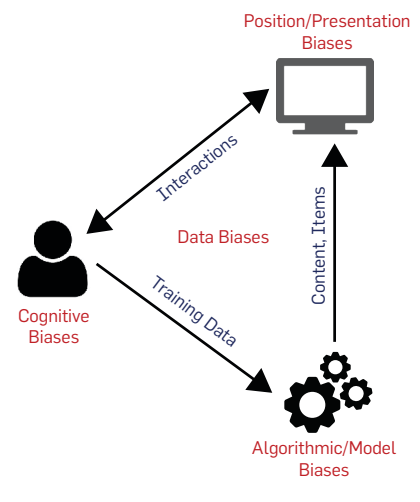 Position/Presentation
Biases
Interactions
Data Biases
Content, Items
Training Data
Cognitive
Biases
Algorithmic/Model
Biases